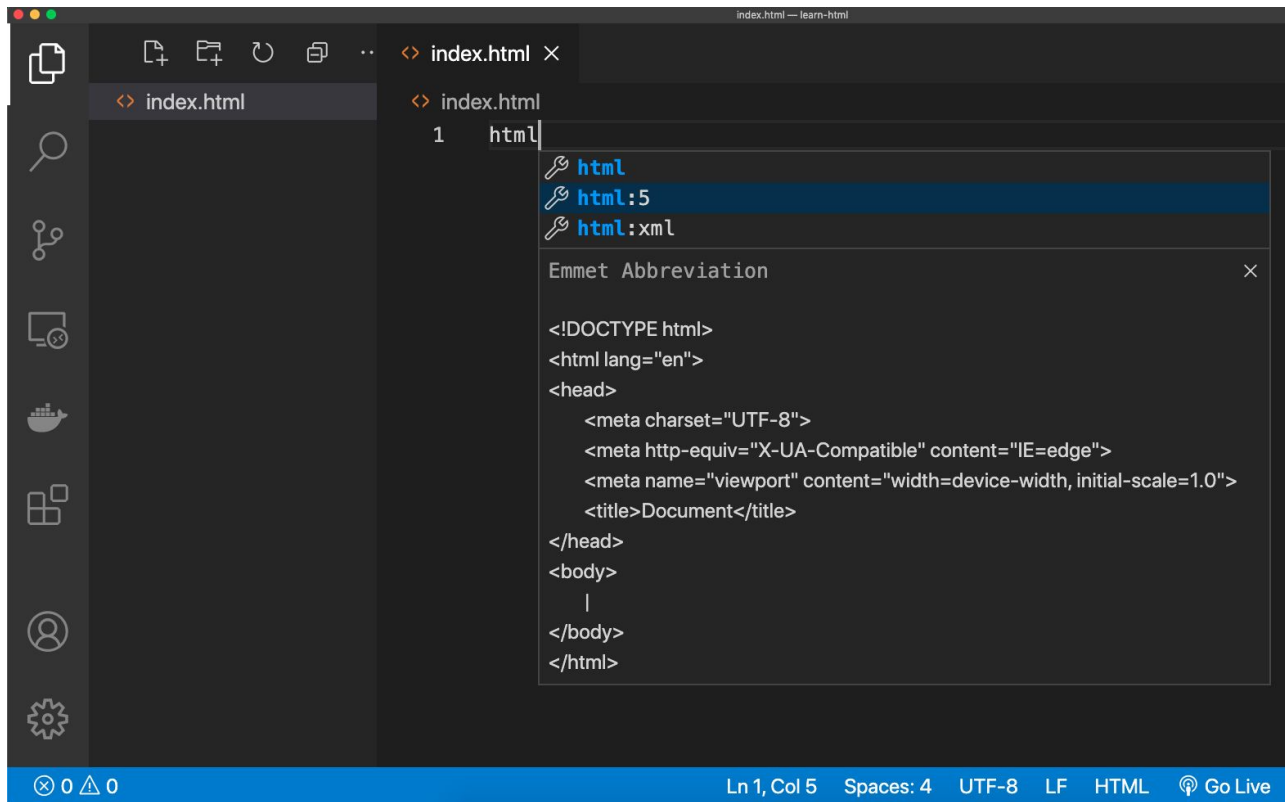 index.html — learn-html
index.html
index.html
index.html
1 html
html
html:5
html:xml
Emmet Abbreviation
<!DOCTYPE html>
<html lang="en">
<head>
<meta charset="UTF-8">
<meta http-equiv="X-UA-Compatible" content="IE=edge">
<meta name="viewport" content="width=device-width, initial-scale=1.0">
<title>Document</title>
</head>
<body>
|
</body>
</html>
0 0 Ln 1, Col 5 Spaces: 4 UTF-8 LF HTML Go Live